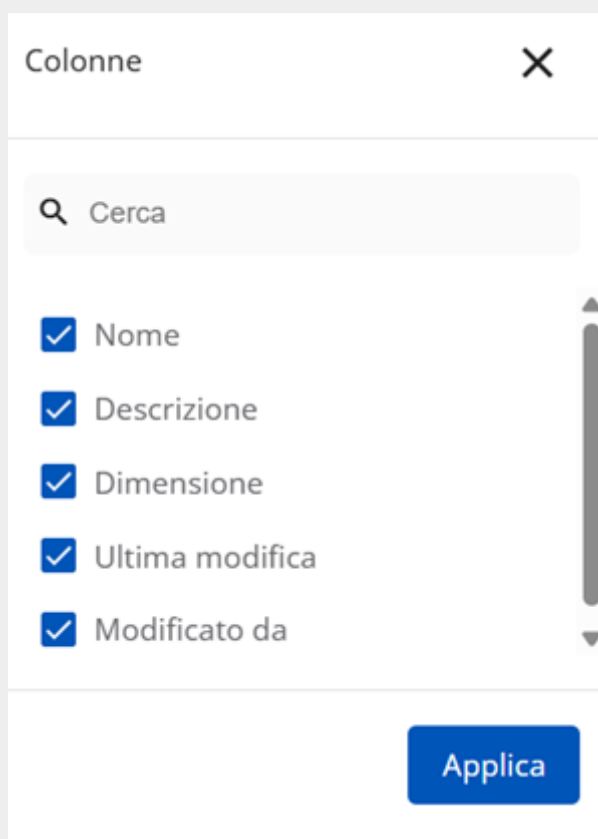 Colonne
Cerca
Nome
Descrizione
Dimensione
Ultima modifica
Modificato da
Applica